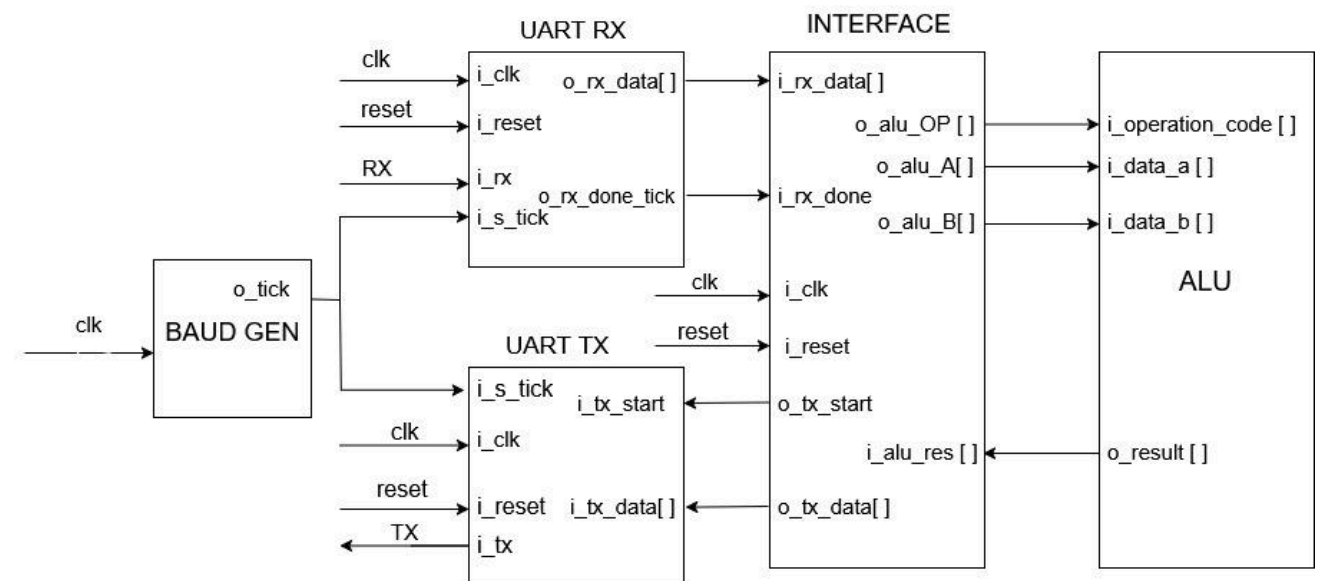 UART RX
INTERFACE
clk
i_clk
o_rx_data[ ]
i_rx_data[ ]
reset
i_reset
o_alu_OP [ ]
i_operation_code [ ]
RX
i_rx
o_alu_A[ ]
i_data_a [ ]
o_rx_done_tick
i_rx_done
i_s_tick
o_alu_B[ ]
i_data_b [ ]
o_tick
clk
i_clk
ALU
clk
BAUD GEN
UART TX
reset
i_reset
i_s_tick
i_tx_start
o_tx_start
clk
i_clk
i_alu_res [ ]
o_result [ ]
reset
i_reset
i_tx_data[ ]
o_tx_data[ ]
TX
i_tx